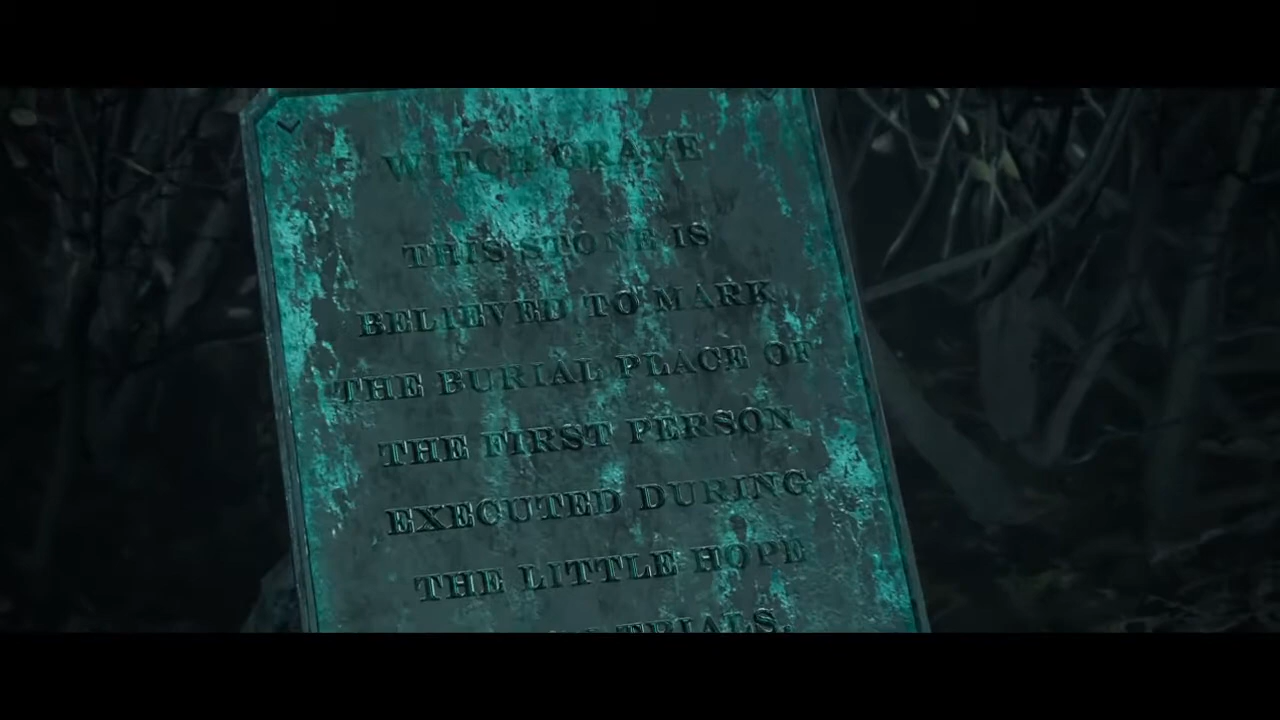 WITCH GRAVE
THIS STONE IS
BELIEVED TO MARK
THE BURIAL PLACE OF
THE FIRST PERSON
EXECUTED DURING
THE LITTLE HOPE
TRIALS.